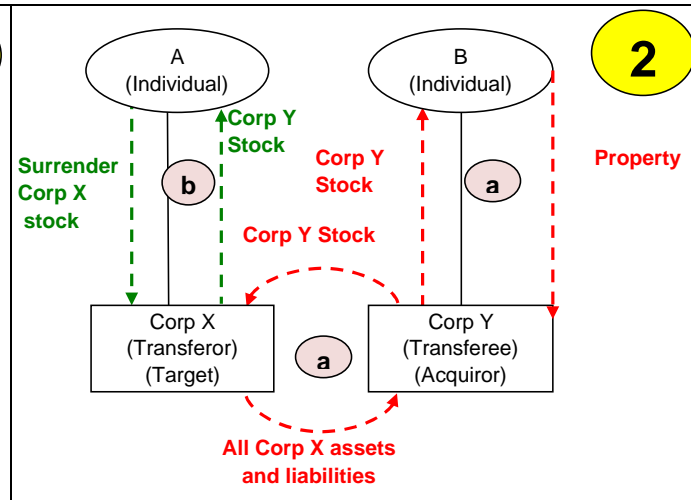 A
(Individual)
B
(Individual)
2
Corp Y
Stock
Surrender
Corp X
stock
b
Corp Y
Stock
a
Property
Corp Y Stock
Corp X
(Transferor)
(Target)
a
Corp Y
(Transferee)
(Acquiror)
All Corp X assets
and liabilities